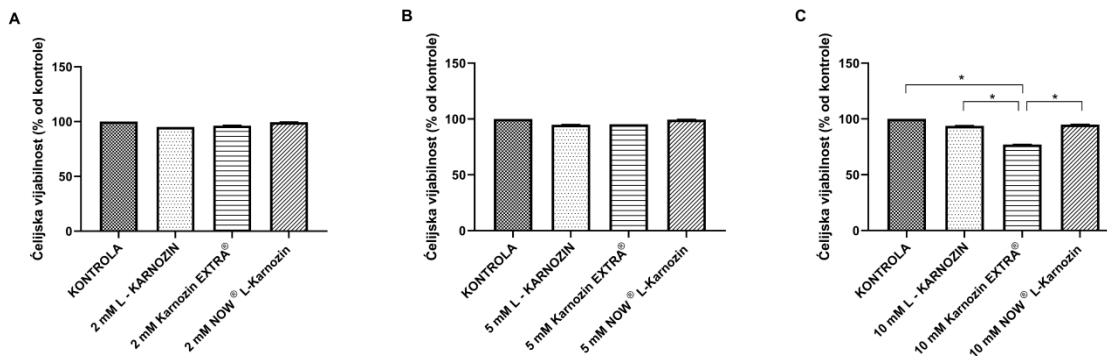 A
Ćelijska vijabilnost (% od kontrole)
150
100
50
0
KONTROLA
2 mM L - KARNOZIN
2 mM Karnozin EXTRA®
2 mM NOW ® L-Karnozin
B
Ćelijska vijabilnost (% od kontrole)
150
100
50
0
KONTROLA
5 mM L - KARNOZIN
5 mM Karnozin EXTRA®
5 mM NOW ® L-Karnozin
C
Ćelijska vijabilnost (% od kontrole)
150
100
50
0
*
*
*
KONTROLA
10 mM L - KARNOZIN
10 mM Karnozin EXTRA®
10 mM NOW ® L-Karnozin